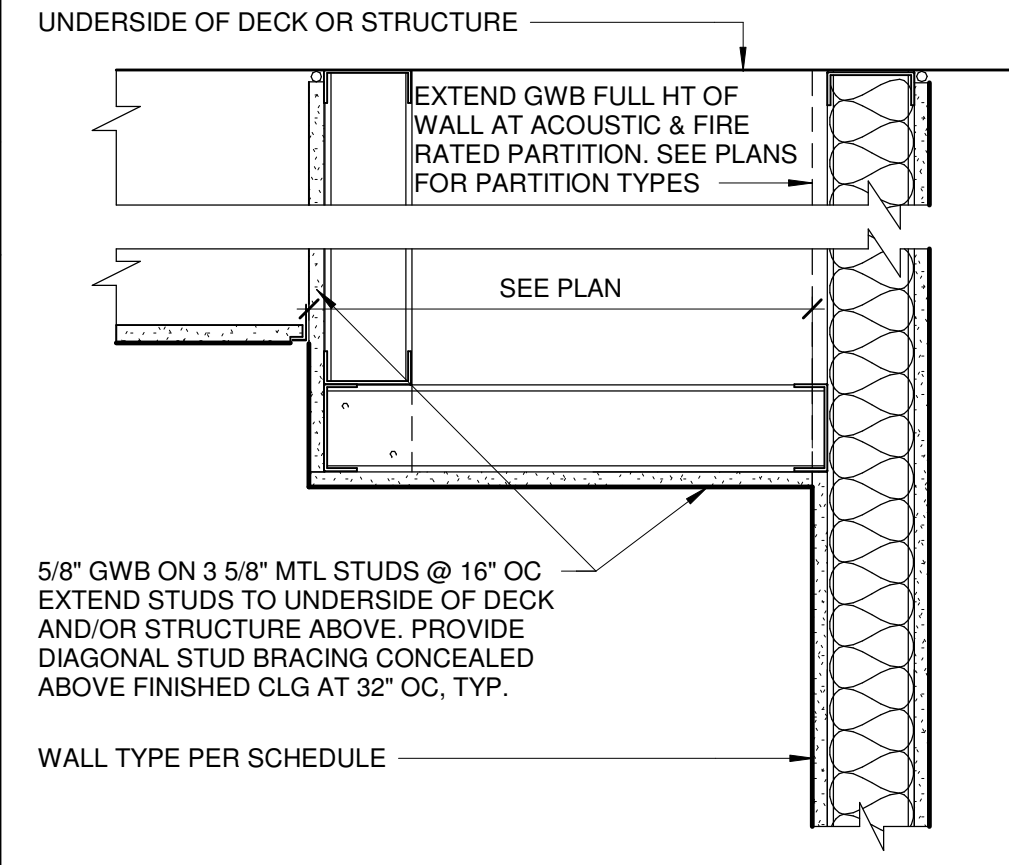 UNDERSIDE OF DECK OR STRUCTURE
EXTEND GWB FULL HT OF
WALL AT ACOUSTIC & FIRE
RATED PARTITION. SEE PLANS
FOR PARTITION TYPES
SEE PLAN
5/8" GWB ON 3 5/8" MTL STUDS @ 16" OC
EXTEND STUDS TO UNDERSIDE OF DECK
AND/OR STRUCTURE ABOVE. PROVIDE
DIAGONAL STUD BRACING CONCEALED
ABOVE FINISHED CLG AT 32" OC, TYP.
WALL TYPE PER SCHEDULE